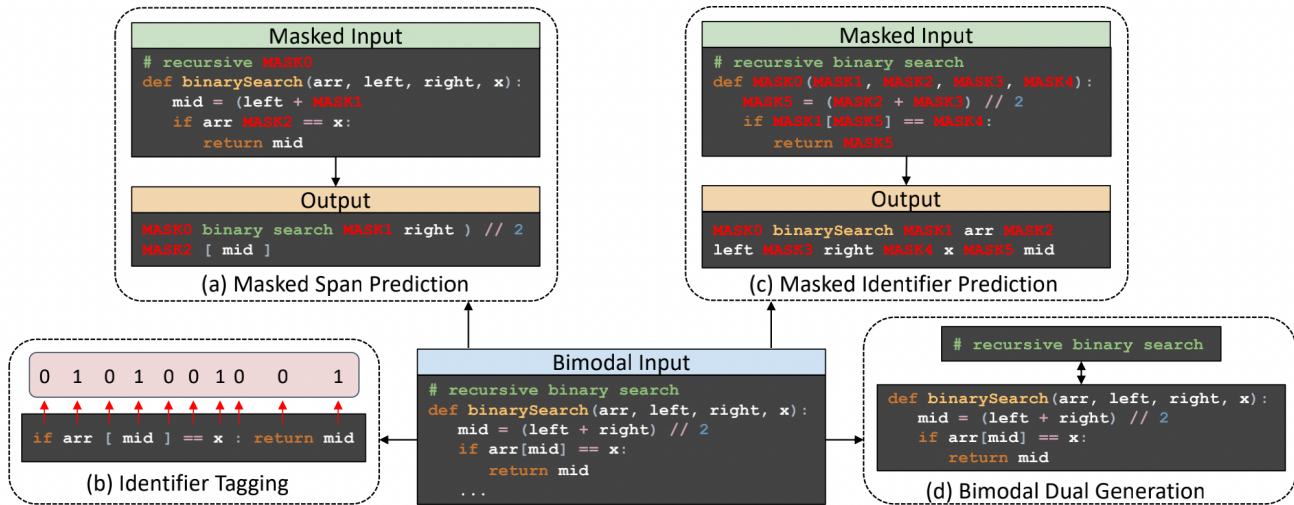 Masked Input
# recursive MASK0
def binarySearch(arr, left, right, x):
mid = (left + MASK1
if arr MASK2 == x:
return mid
Output
MASK0 binary search MASK1 right ) // 2
MASK2 [ mid ]
(a) Masked Span Prediction
Masked Input
# recursive binary search
def MASK0(MASK1, MASK2, MASK3, MASK4):
MASK5 = (MASK2 + MASK3) // 2
if MASK1[MASK5] == MASK4:
return MASK5
Output
MASK0 binarySearch MASK1 arr MASK2
left MASK3 right MASK4 x MASK5 mid
(c) Masked Identifier Prediction
0 1 0 1 0 0 1 0 0 1
if arr [ mid ] == x : return mid
(b) Identifier Tagging
Bimodal Input
# recursive binary search
def binarySearch(arr, left, right, x):
mid = (left + right) // 2
if arr[mid] == x:
return mid
...
# recursive binary search
def binarySearch(arr, left, right, x):
mid = (left + right) // 2
if arr[mid] == x:
return mid
(d) Bimodal Dual Generation